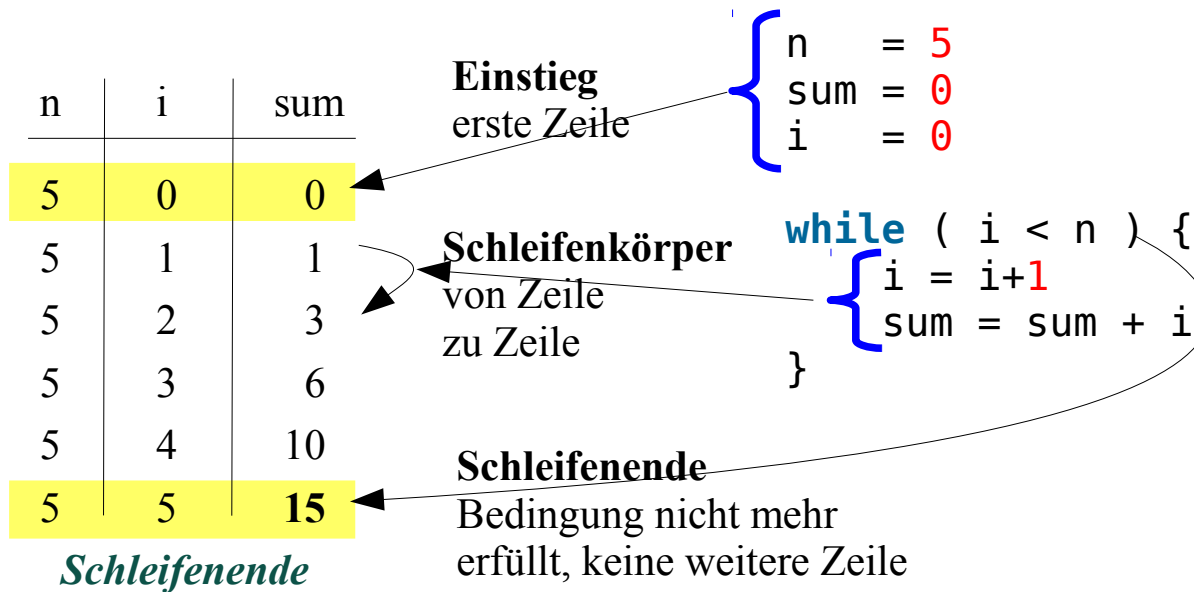 n i sum
5 0 0
5 1 1
5 2 3
5 3 6
5 4 10
5 5 15
Schleifenende
Einstieg
erste Zeile
Schleifenkörper
von Zeile
zu Zeile
Schleifenende
Bedingung nicht mehr
erfüllt, keine weitere Zeile
n = 5
sum = 0
i = 0
while ( i < n ) {
i = i+1
sum = sum + i
}